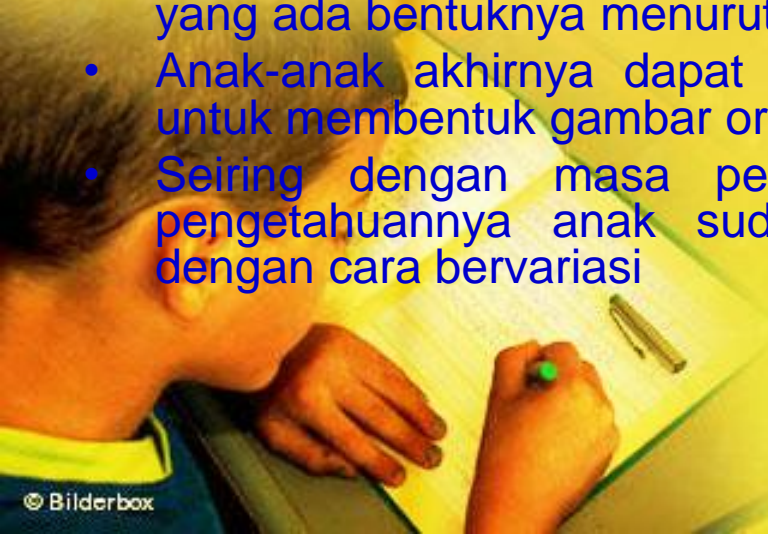 yang ada bentuknya menurut
• Anak-anak akhirnya dapat
untuk membentuk gambar or
• Seiring dengan masa pe
pengetahuannya anak sud
dengan cara bervariasi
© Bilderbox